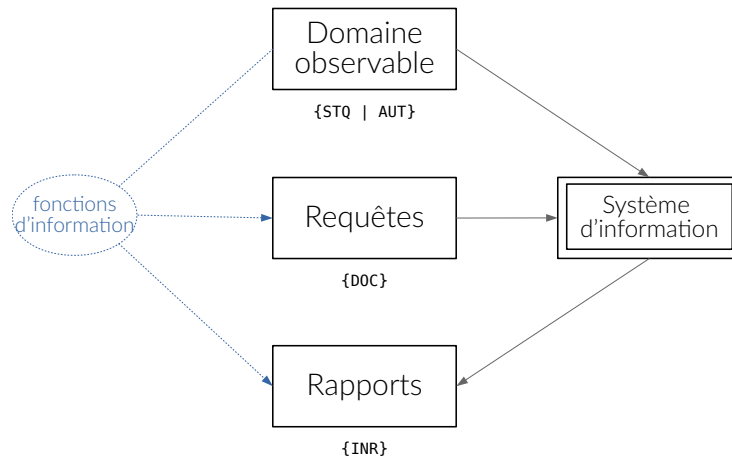 Domaine
observable
{STQ | AUT}
fonctions
d'information
Requêtes
{DOC}
Système
d'information
Rapports
{INR}